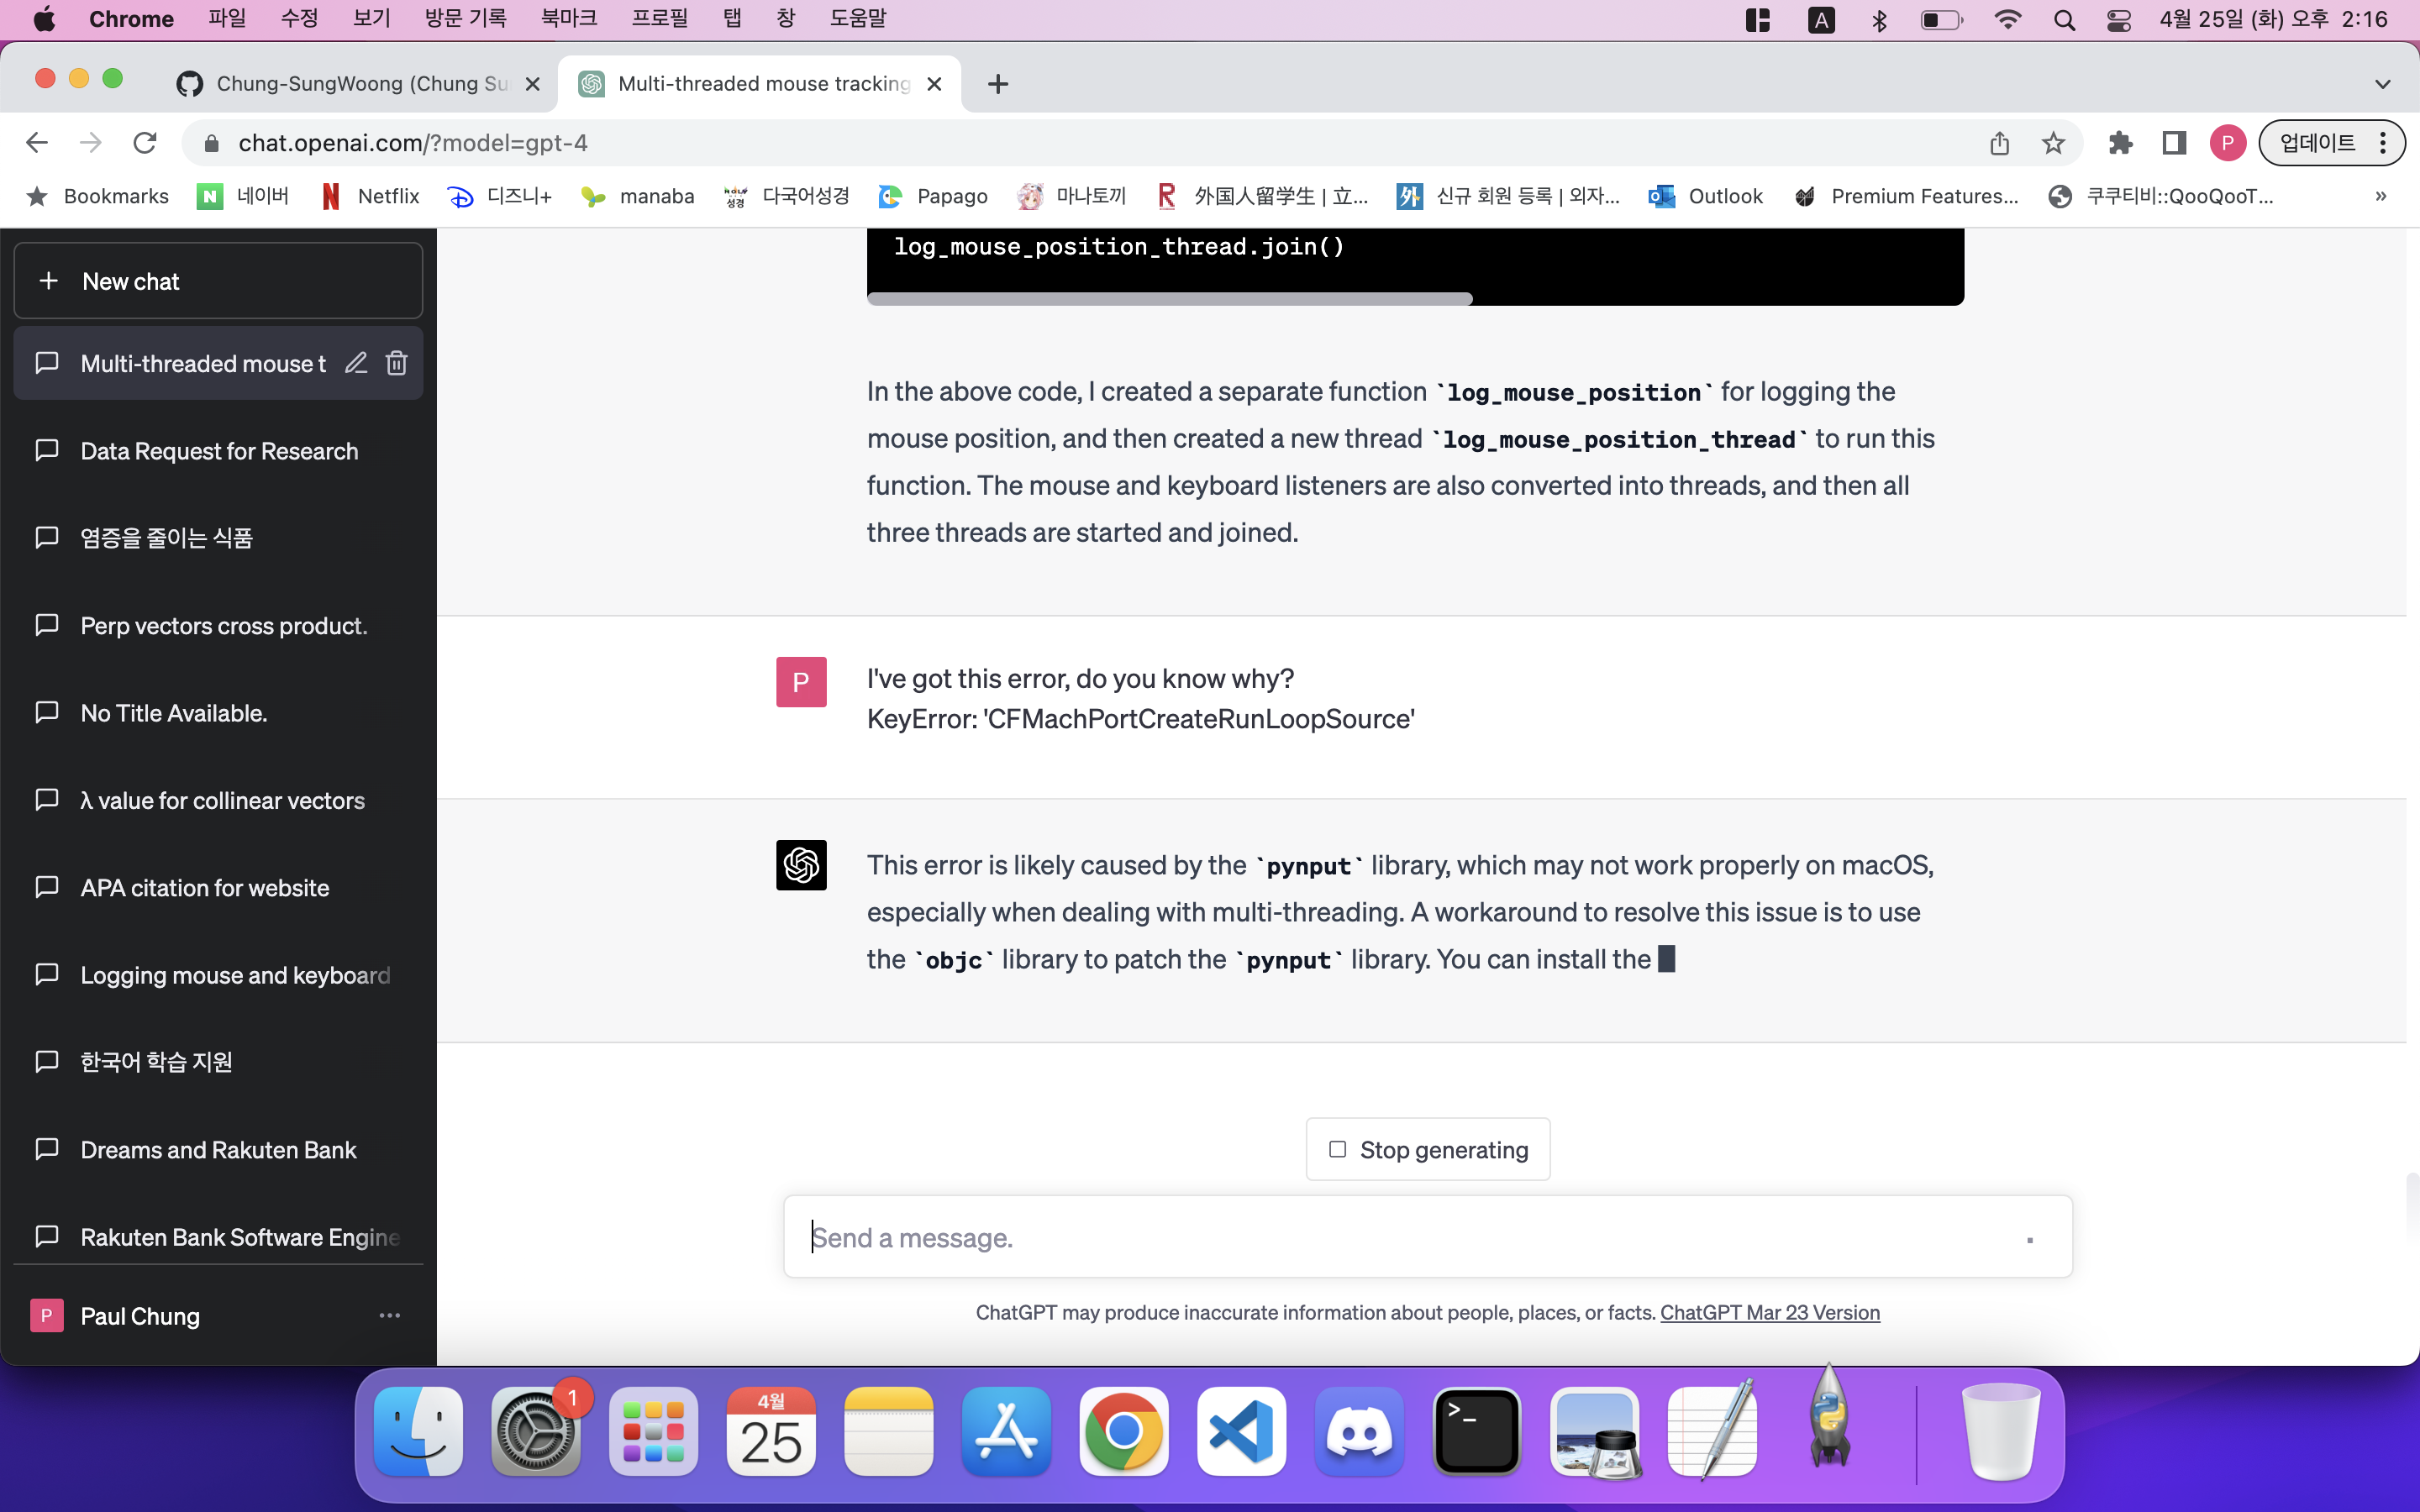 Chrome 파일 수정 보기 방문 기록 북마크 프로필 탭 창 도움말 A 4월 25일 (화) 오후 2:16
Chung-SungWoong (Chung Su Multi-threaded mouse tracking
chat.openai.com/?model=gpt-4 P 업데이트
Bookmarks N 네이버 N Netflix 디즈니+ manaba 다국어성경 Papago 마나토끼 R 外国人留学生 | 立... 外 신규 회원 등록 | 외자... Outlook Premium Features... 쿠쿠티비::QooQooT... »
New chat
Multi-threaded mouse t
Data Request for Research
염증을 줄이는 식품
Perp vectors cross product.
No Title Available.
λ value for collinear vectors
APA citation for website
Logging mouse and keyboard
한국어 학습 지원
Dreams and Rakuten Bank
Rakuten Bank Software Engine
P Paul Chung ...
log_mouse_position_thread.join()
In the above code, I created a separate function `log_mouse_position` for logging the
mouse position, and then created a new thread `log_mouse_position_thread` to run this
function. The mouse and keyboard listeners are also converted into threads, and then all
three threads are started and joined.
P I've got this error, do you know why?
KeyError: 'CFMachPortCreateRunLoopSource'
This error is likely caused by the `pynput` library, which may not work properly on macOS,
especially when dealing with multi-threading. A workaround to resolve this issue is to use
the `objc` library to patch the `pynput` library. You can install the
Stop generating
Send a message.
ChatGPT may produce inaccurate information about people, places, or facts. ChatGPT Mar 23 Version
1
4월
25
>_